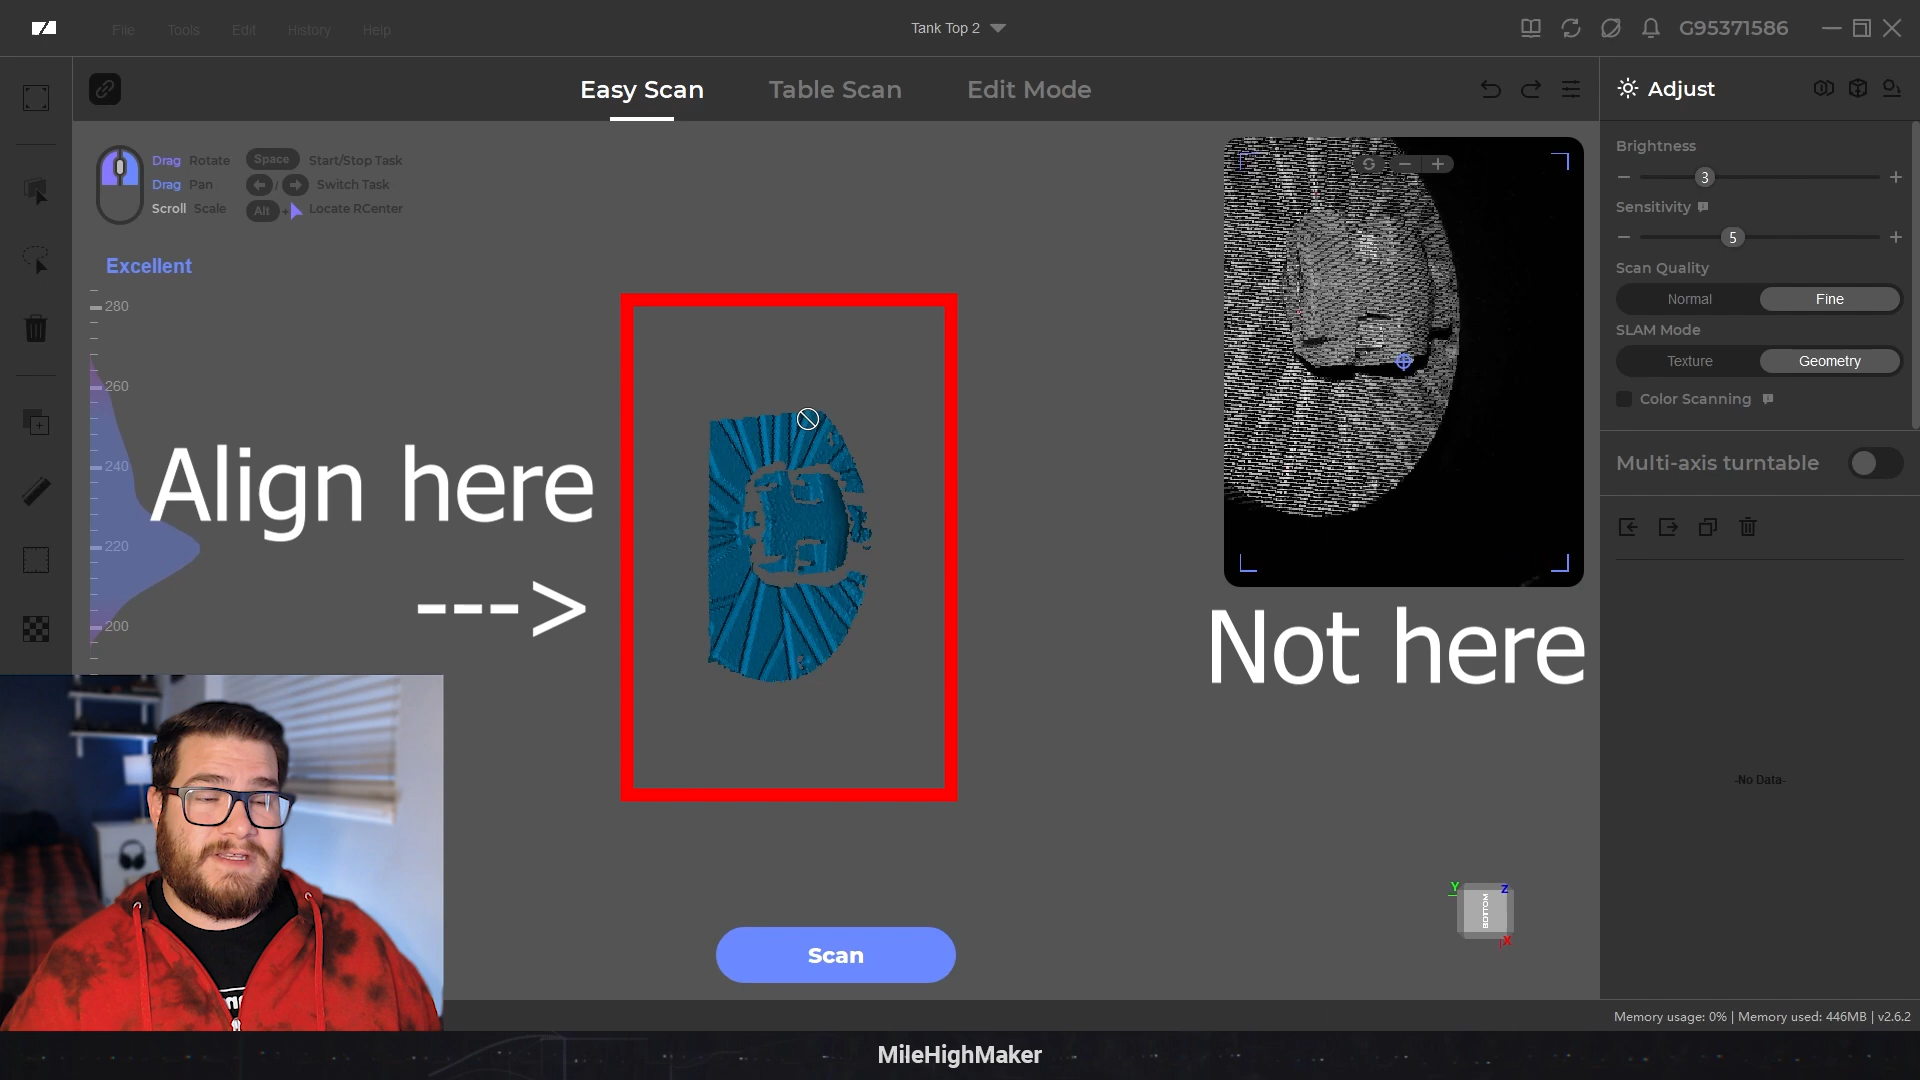 File Tools Edit History Help
Tank Top 2
G95371586
Easy Scan Table Scan Edit Mode
Adjust
Drag Rotate Space Start/Stop Task
Drag Pan / Switch Task
Scroll Scale Alt + Locate RCenter
Brightness
3
Sensitivity
5
Scan Quality
Normal Fine
SLAM Mode
Texture Geometry
Color Scanning
Multi-axis turntable
-No Data-
Excellent
280
260
240
220
200
Align here
--->
Not here
Y Z
BOTTOM
X
Scan
Memory usage: 0% | Memory used: 446MB | v2.6.2
MileHighMaker